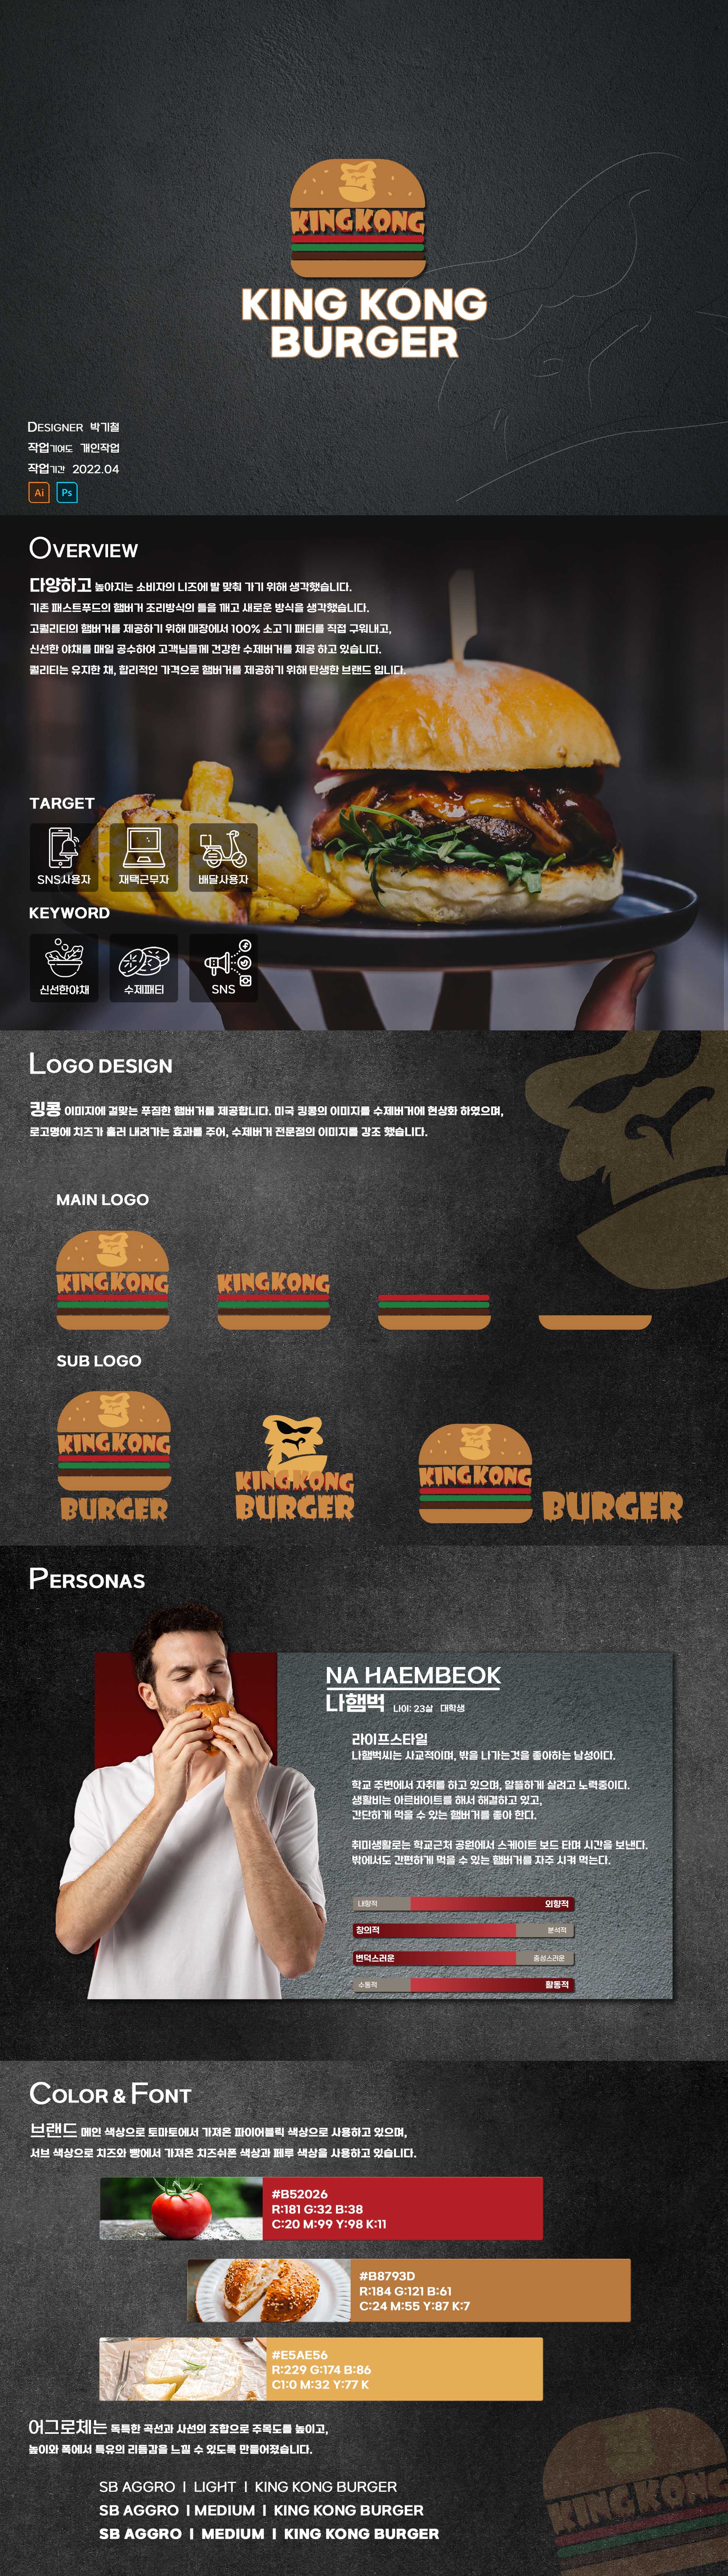 KINGKONG
KING KONG
BURGER
DESIGNER 박기철
작업기여도 개인작업
작업기간 2022.04
Ai Ps
OVERVIEW
다양하고 높아지는 소비자의 니즈에 발 맞춰 가기 위해 생각했습니다.
기존 패스트푸드의 햄버거 조리방식의 틀을 깨고 새로운 방식을 생각했습니다.
고퀄리티의 햄버거를 제공하기 위해 매장에서 100% 소고기 패티를 직접 구워내고,
신선한 야채를 매일 공수하여 고객님들께 건강한 수제버거를 제공 하고 있습니다.
퀄리티는 유지한 채, 합리적인 가격으로 햄버거를 제공하기 위해 탄생한 브랜드 입니다.
TARGET
SNS사용자 재택근무자 배달사용자
KEYWORD
신선한야채 수제패티 SNS
LOGO DESIGN
킹콩 이미지에 걸맞는 푸짐한 햄버거를 제공합니다. 미국 킹콩의 이미지를 수제버거에 현상화 하였으며,
로고명에 치즈가 흘러 내려가는 효과를 주어, 수제버거 전문점의 이미지를 강조 했습니다.
MAIN LOGO
KINGKONG KINGKONG
SUB LOGO
KINGKONG
BURGER
KINGKONG
BURGER
KINGKONG
BURGER
PERSONAS
NA HAEMBEOK
나햄벅 나이: 23살 대학생
라이프스타일
나햄벅씨는 사교적이며, 밖을 나가는것을 좋아하는 남성이다.
학교 주변에서 자취를 하고 있으며, 알뜰하게 살려고 노력중이다.
생활비는 아르바이트를 해서 해결하고 있고,
간단하게 먹을 수 있는 햄버거를 좋아 한다.
취미생활로는 학교근처 공원에서 스케이트 보드 타며 시간을 보낸다.
밖에서도 간편하게 먹을 수 있는 햄버거를 자주 시켜 먹는다.
내향적 외향적
창의적 분석적
변덕스러운 충성스러운
수동적 활동적
COLOR & FONT
브랜드 메인 색상으로 토마토에서 가져온 파이어블릭 색상으로 사용하고 있으며,
서브 색상으로 치즈와 빵에서 가져온 치즈쉬폰 색상과 페루 색상을 사용하고 있습니다.
#B52026
R:181 G:32 B:38
C:20 M:99 Y:98 K:11
#B8793D
R:184 G:121 B:61
C:24 M:55 Y:87 K:7
#E5AE56
R:229 G:174 B:86
C1:0 M:32 Y:77 K
어그로체는 독특한 곡선과 사선의 조합으로 주목도를 높이고,
높이와 폭에서 특유의 리듬감을 느낄 수 있도록 만들어졌습니다.
SB AGGRO | LIGHT | KING KONG BURGER
SB AGGRO | MEDIUM | KING KONG BURGER
SB AGGRO | MEDIUM | KING KONG BURGER
KINGKONG